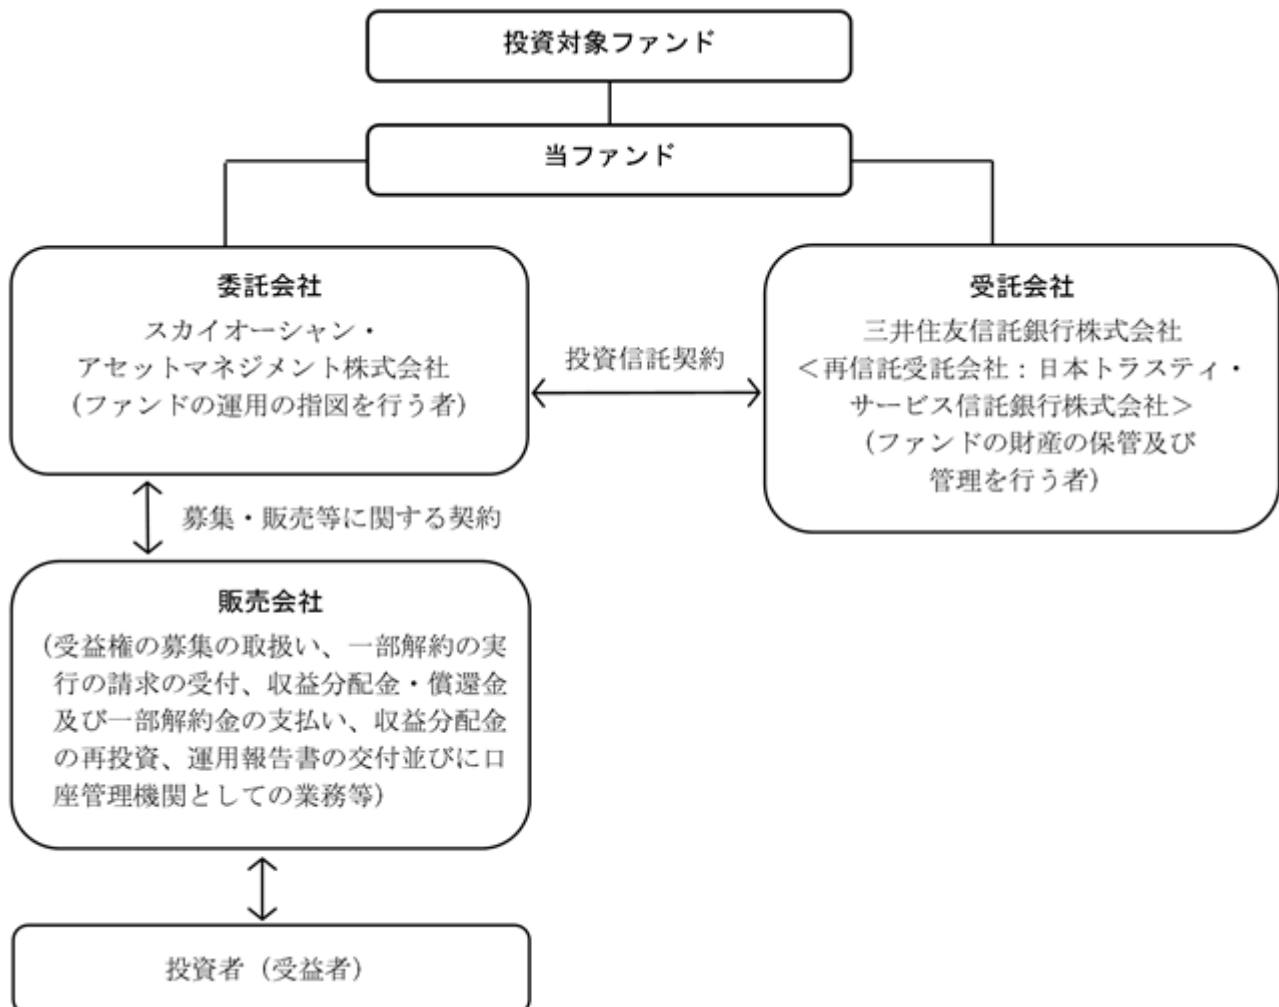 投資対象ファンド
当ファンド
委託会社
スカイオーシャン・
アセットマネジメント株式会社
(ファンドの運用の指図を行う者)
投資信託契約
受託会社
三井住友信託銀行株式会社
<再信託受託会社:日本トラスティ・
サービス信託銀行株式会社>
(ファンドの財産の保管及び
管理を行う者)
募集・販売等に関する契約
販売会社
(受益権の募集の取扱い、一部解約の実
行の請求の受付、収益分配金・償還金
及び一部解約金の支払い、収益分配金
の再投資、運用報告書の交付並びに口
座管理機関としての業務等)
投資者(受益者)